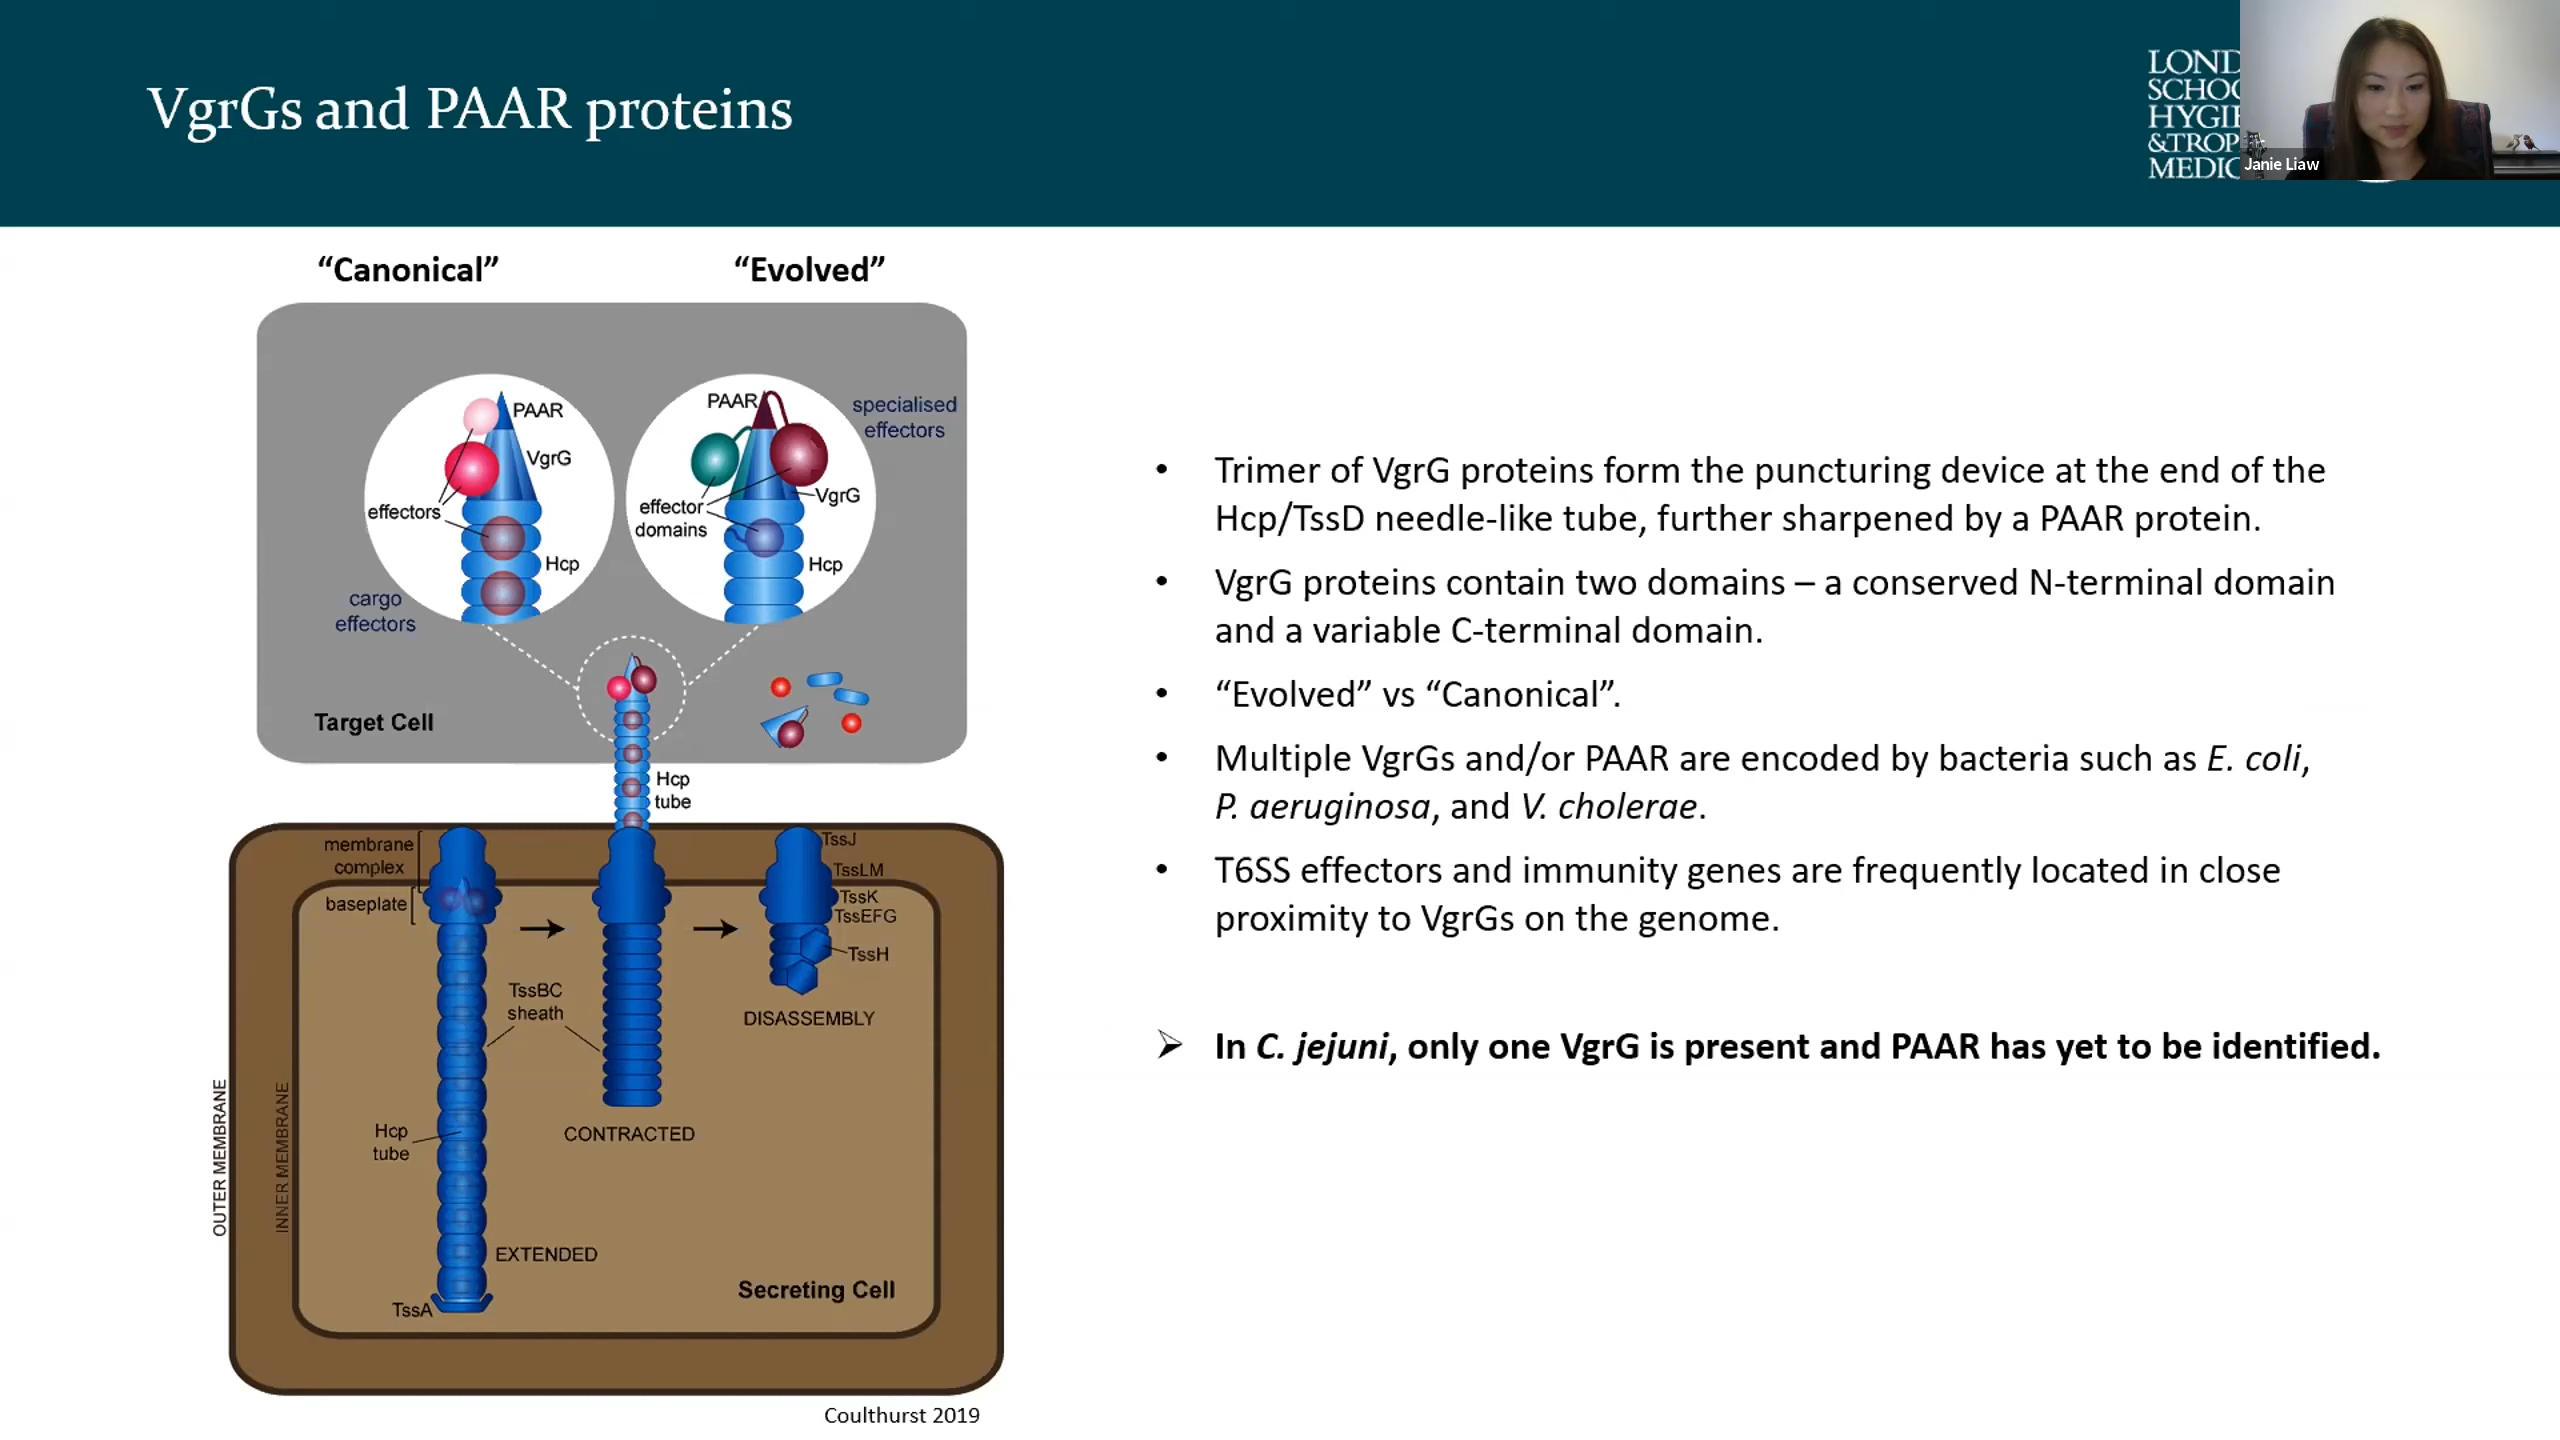 VgrGs and PAAR proteins
LOND
SCHO
HYGI
&TROP
MEDIC
Janie Liaw
“Canonical”
“Evolved”
PAAR
VgrG
effectors
Hcp
cargo
effectors
PAAR
specialised
effectors
VgrG
effector
domains
Hcp
Target Cell
Hcp
tube
membrane
complex
baseplate
TssJ
TssLM
TssK
TssEFG
TssH
TssBC
sheath
DISASSEMBLY
CONTRACTED
Hcp
tube
EXTENDED
TssA
Secreting Cell
OUTER MEMBRANE
INNER MEMBRANE
Coulthurst 2019
• Trimer of VgrG proteins form the puncturing device at the end of the
Hcp/TssD needle-like tube, further sharpened by a PAAR protein.
• VgrG proteins contain two domains – a conserved N-terminal domain
and a variable C-terminal domain.
• “Evolved” vs “Canonical”.
• Multiple VgrGs and/or PAAR are encoded by bacteria such as E. coli,
P. aeruginosa, and V. cholerae.
• T6SS effectors and immunity genes are frequently located in close
proximity to VgrGs on the genome.
➢ In C. jejuni, only one VgrG is present and PAAR has yet to be identified.